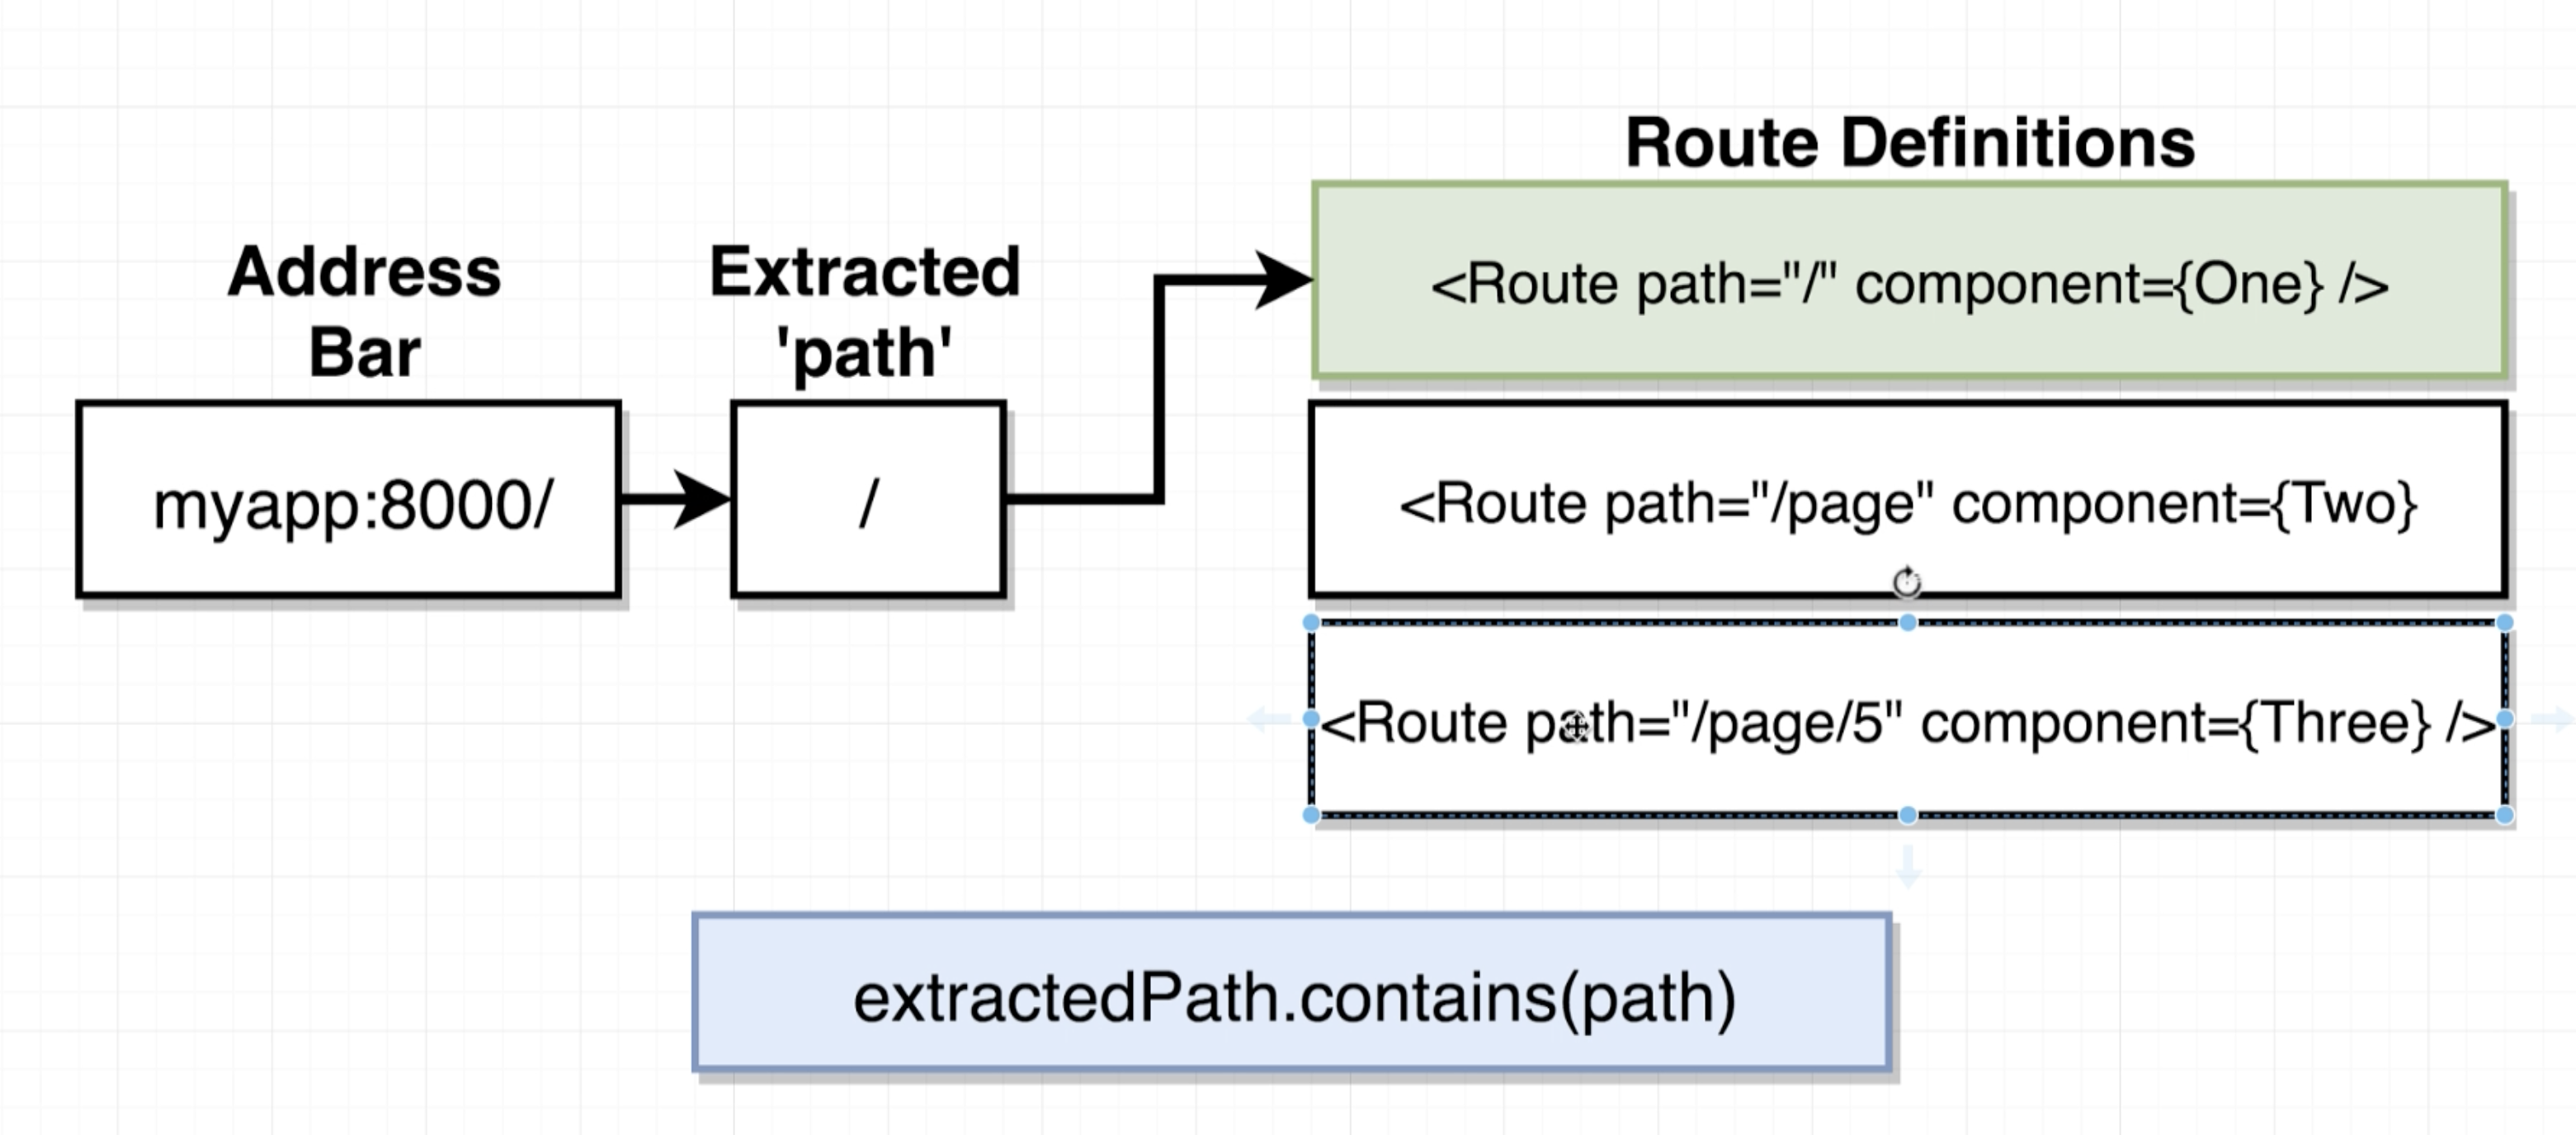 Route Definitions
<Route path="/" component={One} />
Address
Bar
Extracted
'path'
myapp:8000/
/
<Route path="/page" component={Two}
<Route path="/page/5" component={Three} />
extractedPath.contains(path)